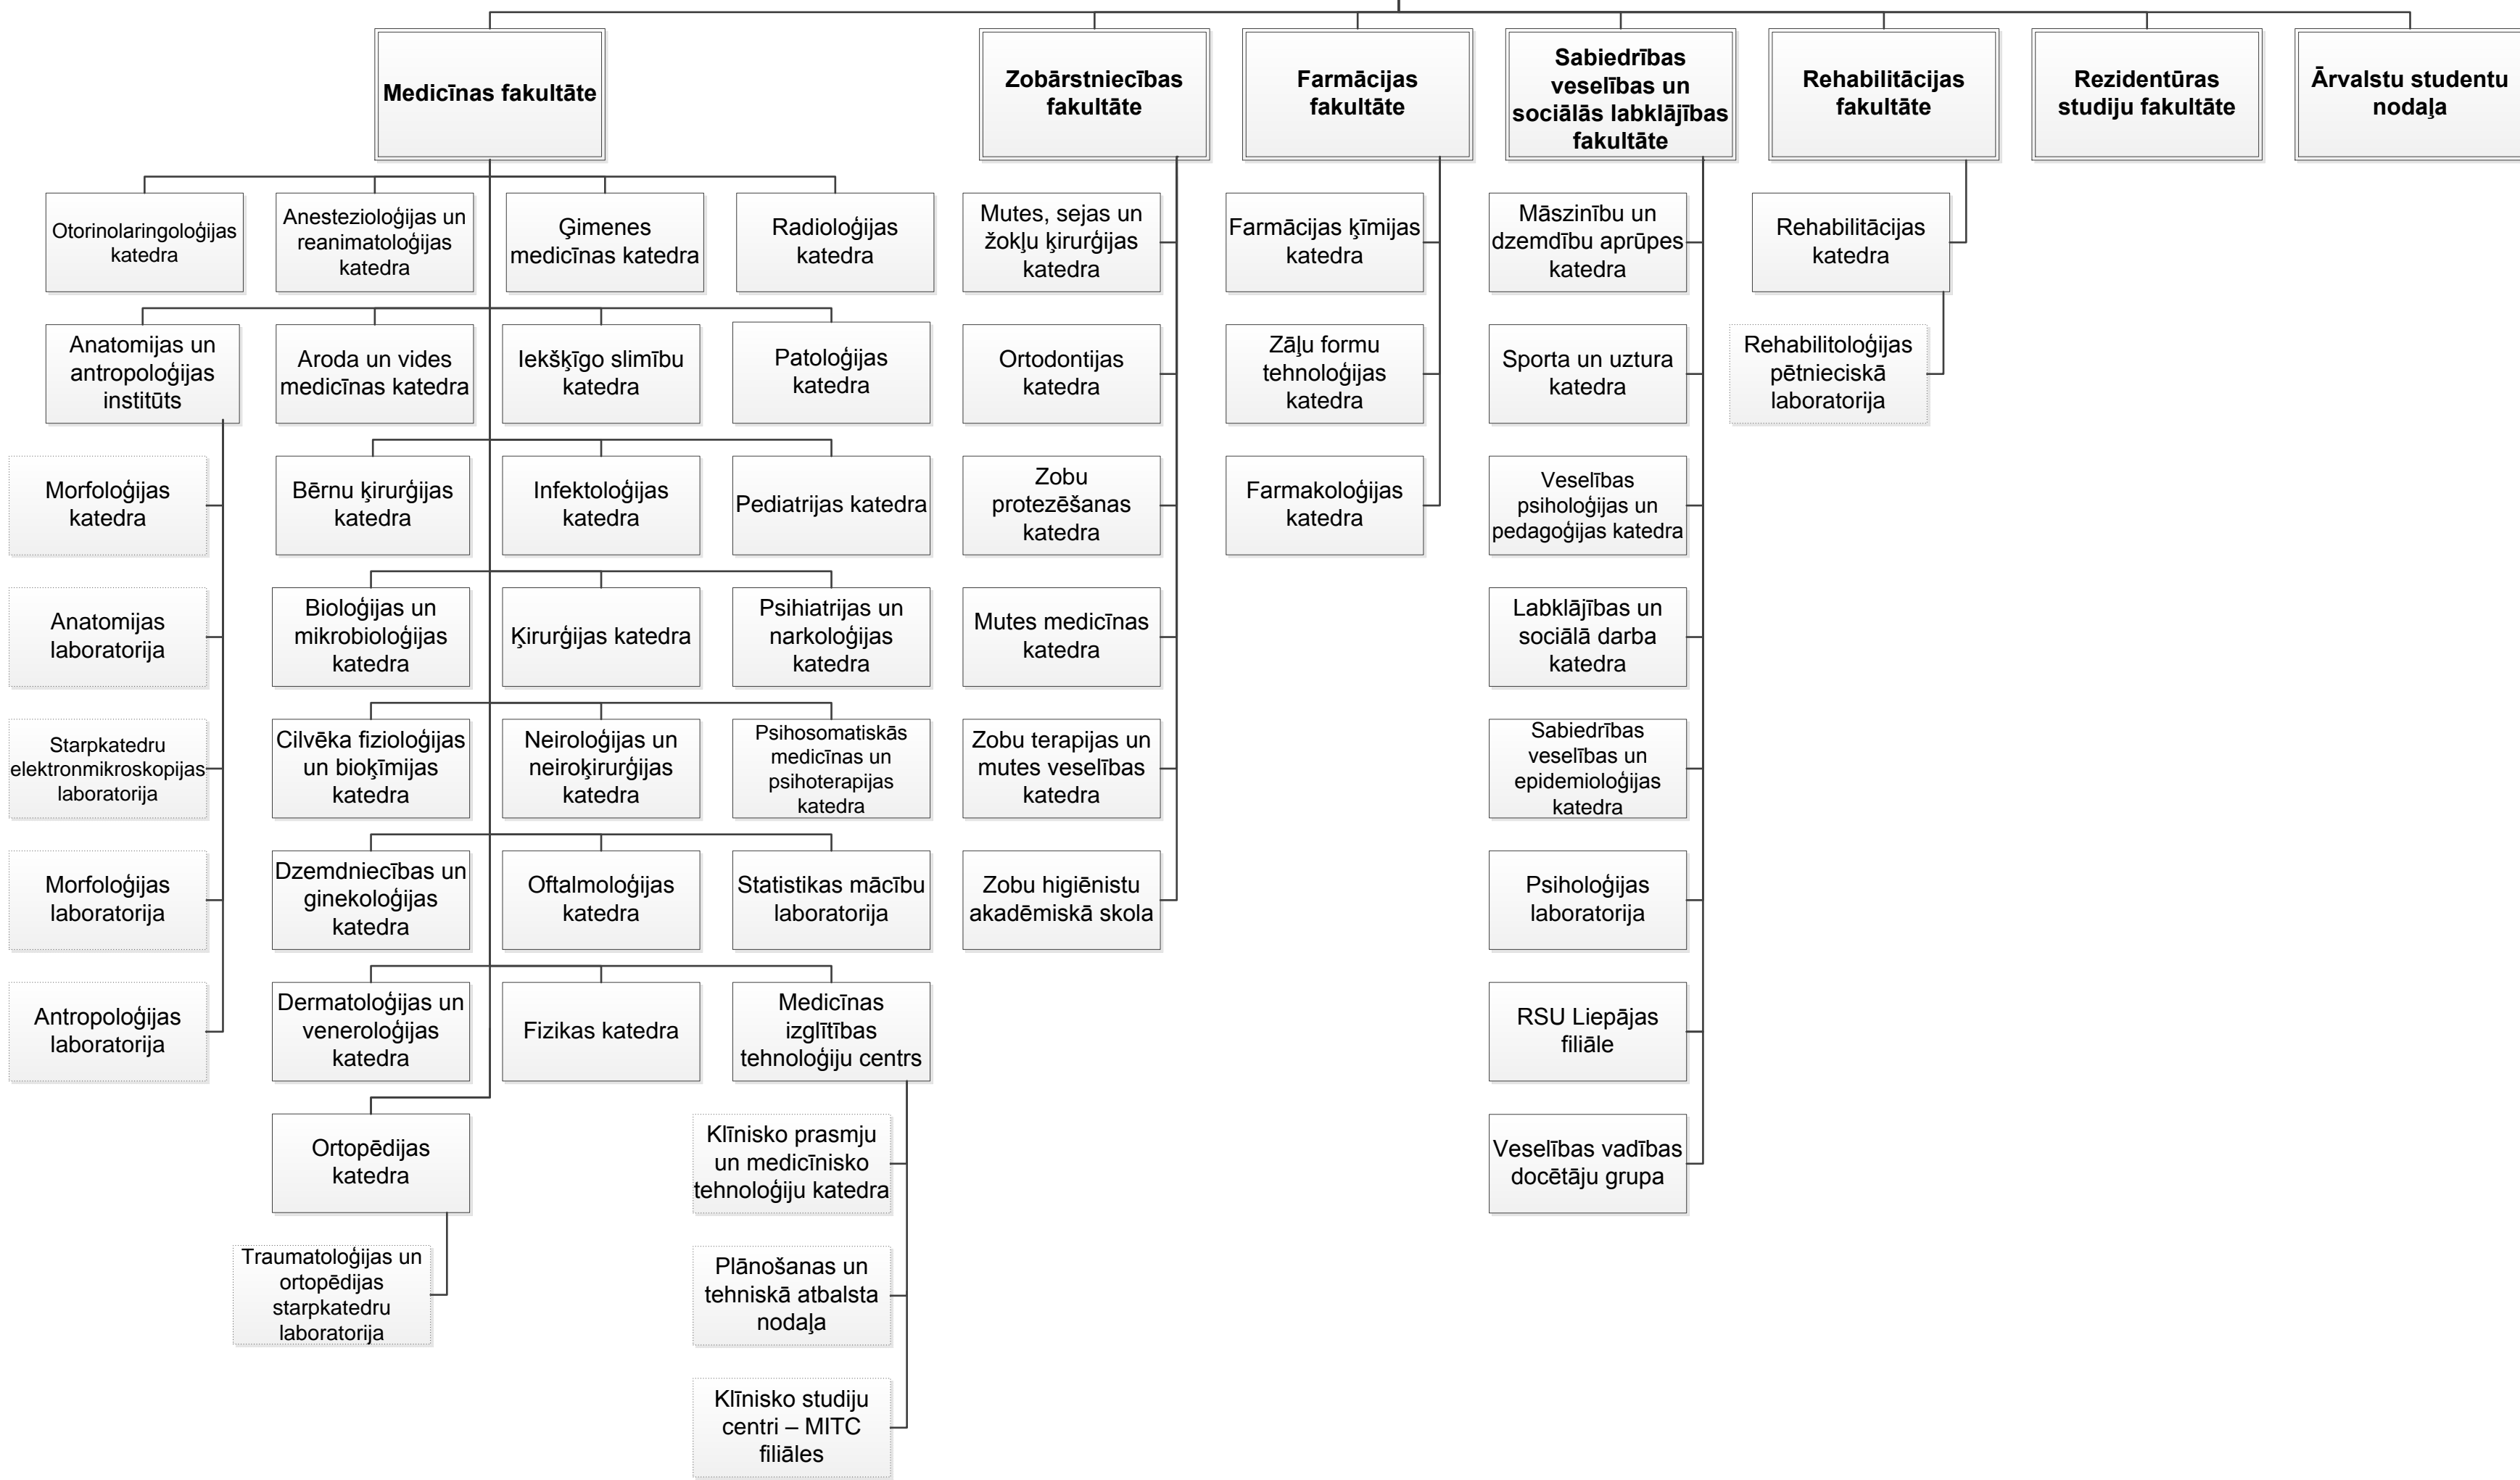 Medicīnas fakultāte
Zobārstniecības
fakultāte
Farmācijas
fakultāte
Sabiedrības
veselības un
sociālās labklājības
fakultāte
Rehabilitācijas
fakultāte
Rezidentūras
studiju fakultāte
Ārvalstu studentu
nodaļa
Otorinolaringoloģijas
katedra
Anestezioloģijas un
reanimatoloģijas
katedra
Ģimenes
medicīnas katedra
Radioloģijas
katedra
Mutes, sejas un
žokļu ķirurģijas
katedra
Farmācijas ķīmijas
katedra
Māszinību un
dzemdību aprūpes
katedra
Rehabilitācijas
katedra
Anatomijas un
antropoloģijas
institūts
Aroda un vides
medicīnas katedra
Iekšķīgo slimību
katedra
Patoloģijas
katedra
Ortodontijas
katedra
Zāļu formu
tehnoloģijas
katedra
Sporta un uztura
katedra
Rehabilitoloģijas
pētnieciskā
laboratorija
Morfoloģijas
katedra
Bērnu ķirurģijas
katedra
Infektoloģijas
katedra
Pediatrijas katedra
Zobu
protezēšanas
katedra
Farmakoloģijas
katedra
Veselības
psiholoģijas un
pedagoģijas katedra
Anatomijas
laboratorija
Bioloģijas un
mikrobioloģijas
katedra
Ķirurģijas katedra
Psihiatrijas un
narkoloģijas
katedra
Mutes medicīnas
katedra
Labklājības un
sociālā darba
katedra
Starpkatedru
elektronmikroskopijas
laboratorija
Cilvēka fizioloģijas
un bioķīmijas
katedra
Neiroloģijas un
neiroķirurģijas
katedra
Psihosomatiskās
medicīnas un
psihoterapijas
katedra
Zobu terapijas un
mutes veselības
katedra
Sabiedrības
veselības un
epidemioloģijas
katedra
Morfoloģijas
laboratorija
Dzemdniecības un
ginekoloģijas
katedra
Oftalmoloģijas
katedra
Statistikas mācību
laboratorija
Zobu higiēnistu
akadēmiskā skola
Psiholoģijas
laboratorija
Antropoloģijas
laboratorija
Dermatoloģijas un
veneroloģijas
katedra
Fizikas katedra
Medicīnas
izglītības
tehnoloģiju centrs
RSU Liepājas
filiāle
Ortopēdijas
katedra
Klīnisko prasmju
un medicīnisko
tehnoloģiju katedra
Veselības vadības
docētāju grupa
Traumatoloģijas un
ortopēdijas
starpkatedru
laboratorija
Plānošanas un
tehniskā atbalsta
nodaļa
Klīnisko studiju
centri – MITC
filiāles